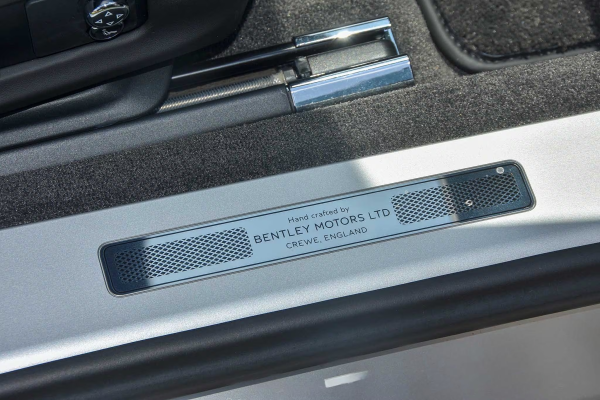 Hand crafted by
BENTLEY MOTORS LTD
CREWE, ENGLAND